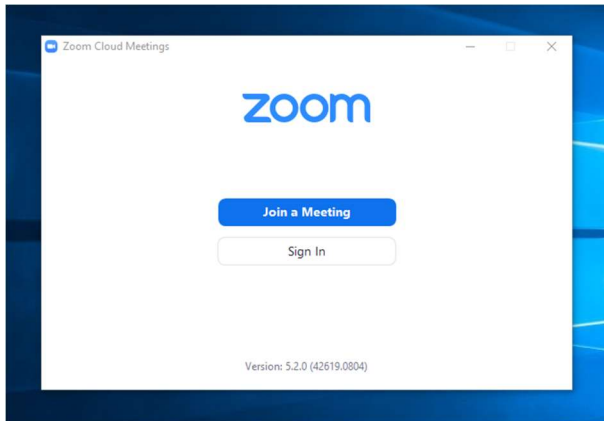 Zoom Cloud Meetings
zoom
Join a Meeting
Sign In
Version: 5.2.0 (42619.0804)